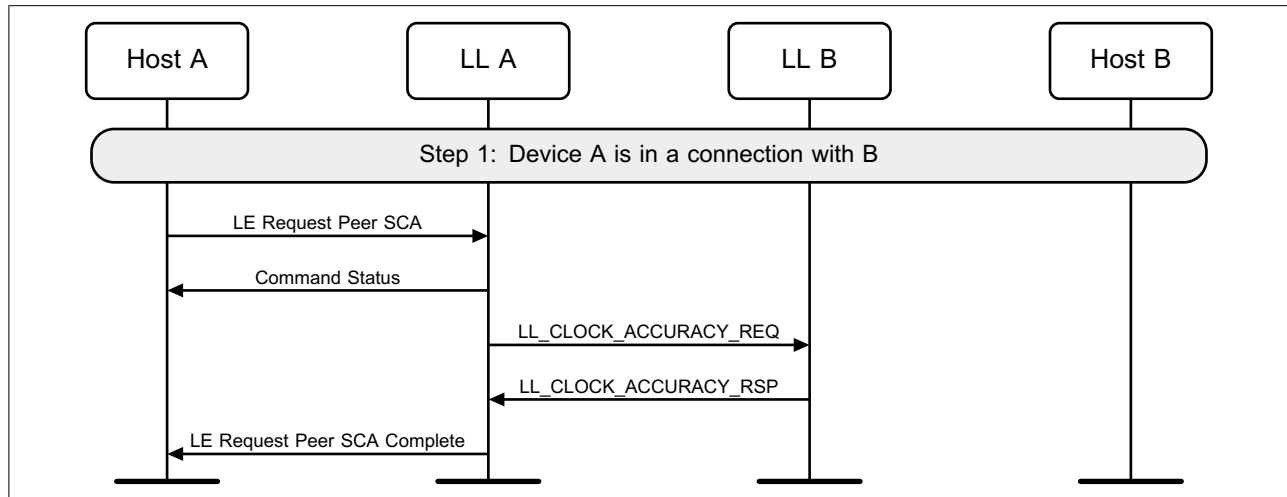 Host A
LL A
LL B
Host B
Step 1: Device A is in a connection with B
LE Request Peer SCA
Command Status
LL_CLOCK_ACCURACY_REQ
LL_CLOCK_ACCURACY_RSP
LE Request Peer SCA Complete